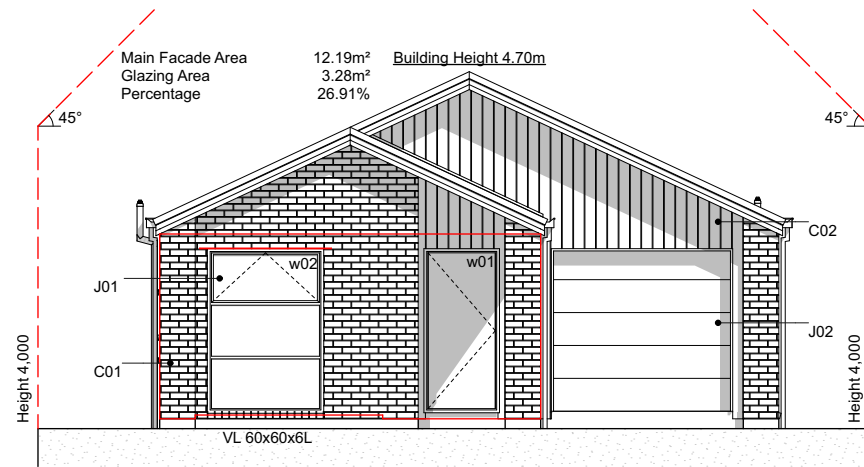 Main Facade Area 12.19m² Building Height 4.70m
Glazing Area 3.28m²
Percentage 26.91%
45°
45°
C02
w02
w01
J01
J02
C01
Height 4,000
Height 4,000
VL 60x60x6L